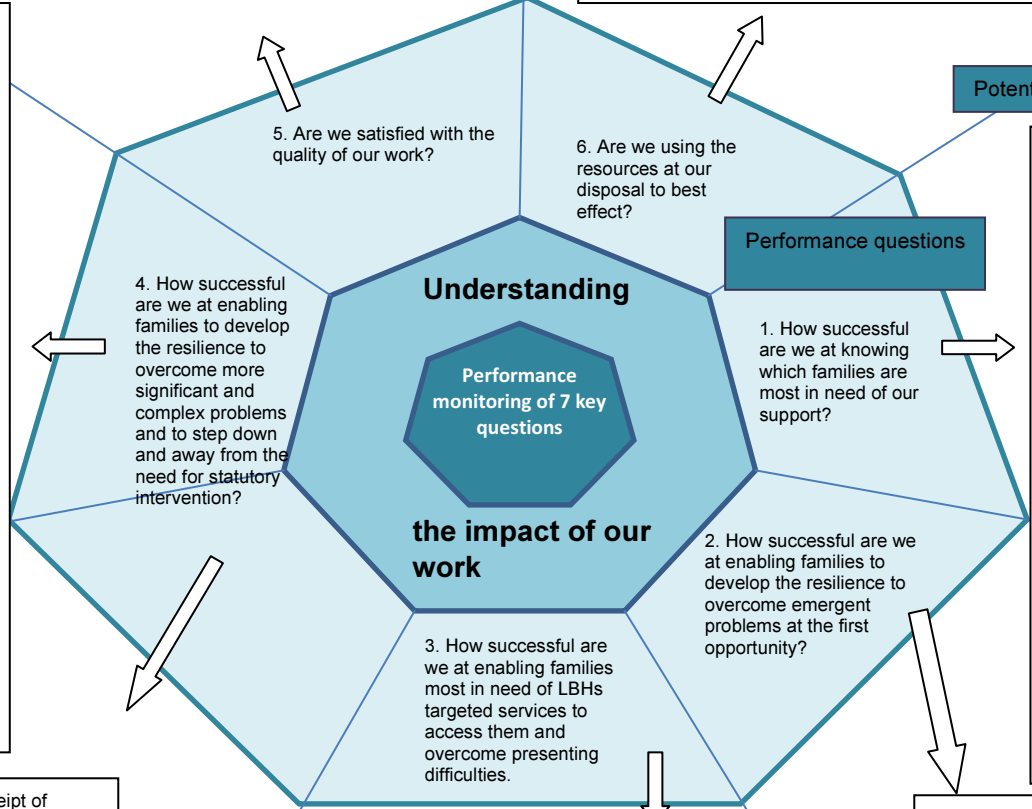 Potent
5. Are we satisfied with the
quality of our work?
6. Are we using the
resources at our
disposal to best
effect?
Performance questions
Understanding
4. How successful
are we at enabling
families to develop
the resilience to
overcome more
significant and
complex problems
and to step down
and away from the
need for statutory
intervention?
1. How successful
are we at knowing
which families are
most in need of our
support?
Performance
monitoring of 7 key
questions
the impact of our
work
2. How successful are we
at enabling families to
develop the resilience to
overcome emergent
problems at the first
opportunity?
3. How successful are
we at enabling families
most in need of LBHs
targeted services to
access them and
overcome presenting
difficulties.
eipt of